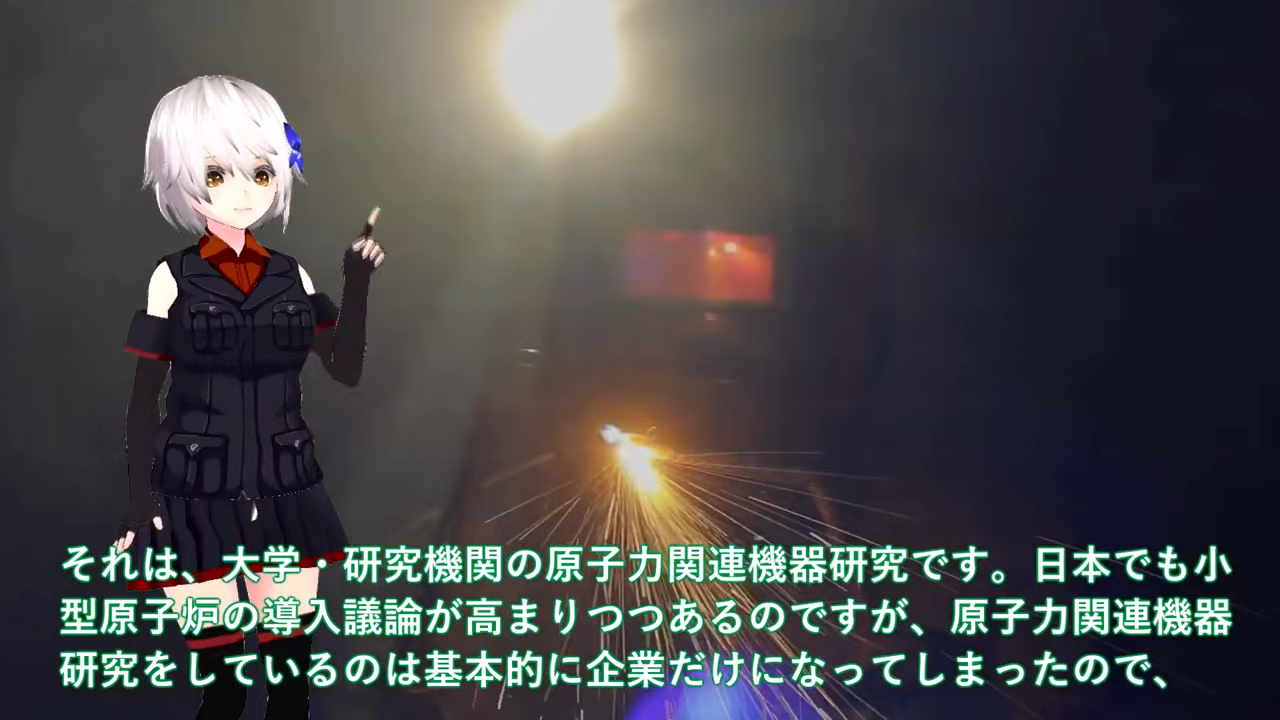 それは、大学・研究機関の原子力関連機器研究です。日本でも小
型原子炉の導入議論が高まりつつあるのですが、原子力関連機器
研究をしているのは基本的に企業だけになってしまったので、